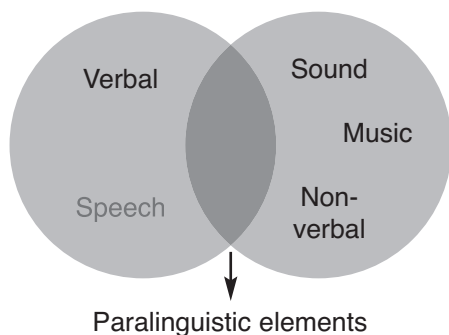 Verbal
Speech
Sound
Music
Non-
verbal
Paralinguistic elements